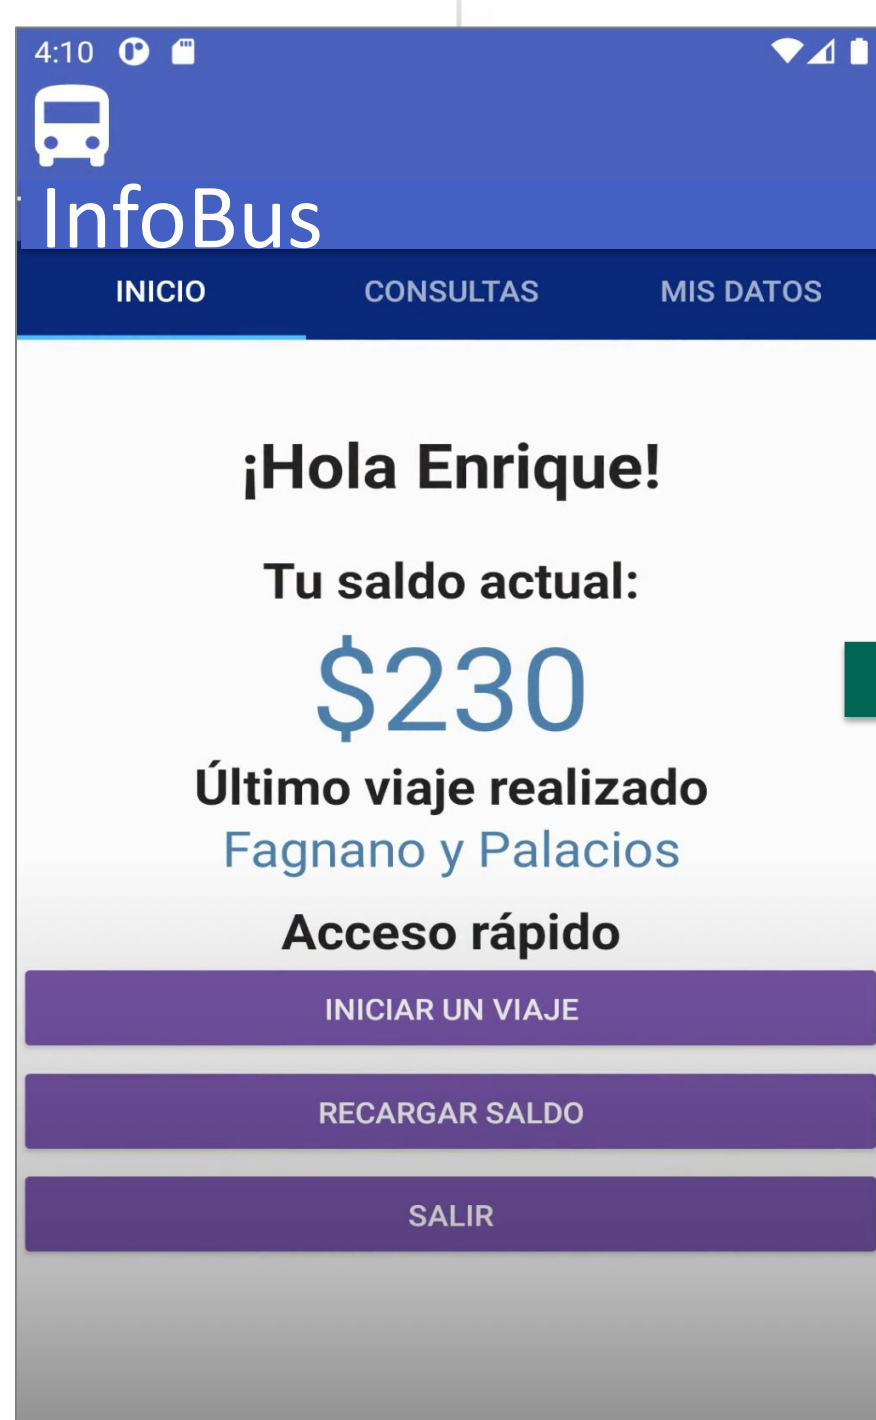 4:10
InfoBus
INICIO CONSULTAS MIS DATOS
¡Hola Enrique!
Tu saldo actual:
$230
Último viaje realizado
Fagnano y Palacios
Acceso rápido
INICIAR UN VIAJE
RECARGAR SALDO
SALIR